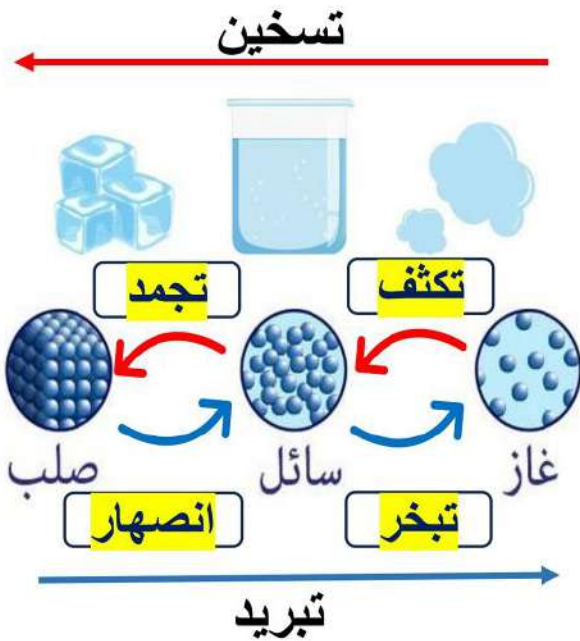 تسخين
تكثف
تجمد
غاز
سائل
صلب
تبخر
انصهار
تبريد